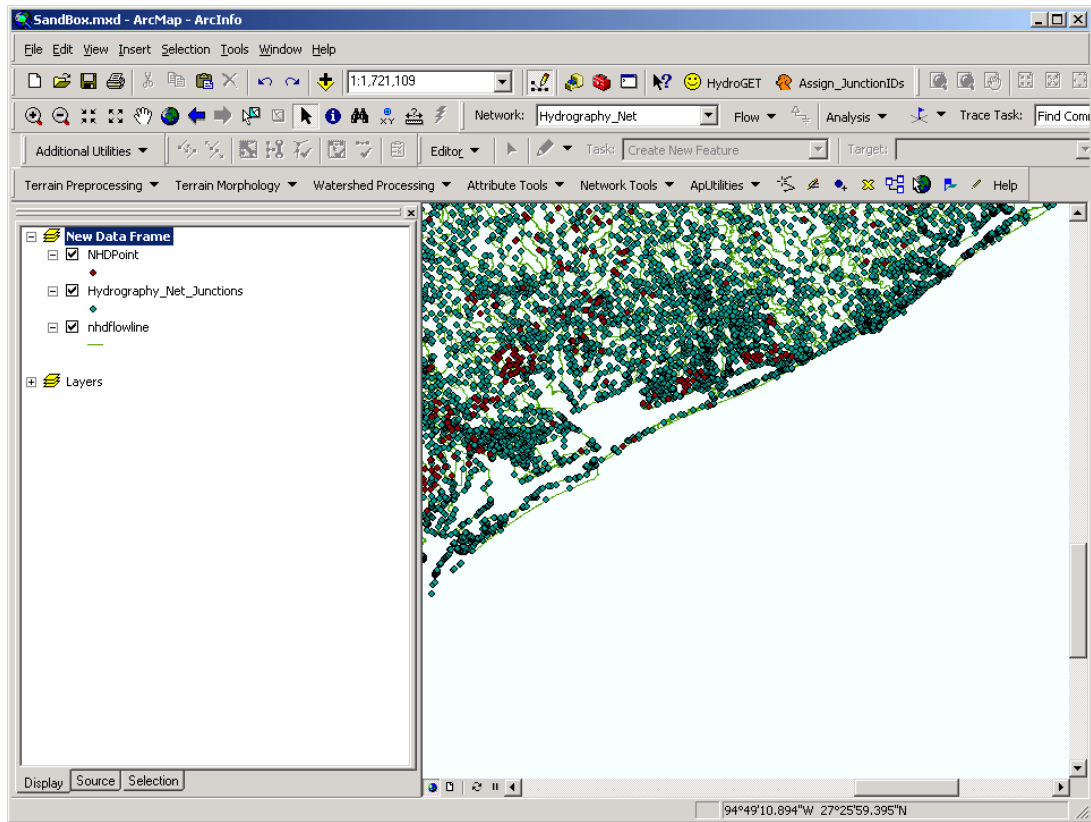 SandBox.mxd - ArcMap - ArcInfo
File Edit View Insert Selection Tools Window Help
1:1,721,109 HydroGET Assign_JunctionIDs
Network: Hydrography_Net Flow Analysis Trace Task: Find Com
Additional Utilities Editor Task: Create New Feature Target:
Terrain Preprocessing Terrain Morphology Watershed Processing Attribute Tools Network Tools ApUtilities Help
New Data Frame
NHDPoint
Hydrography_Net_Junctions
nhdflowline
Layers
Display Source Selection
94°49'10.894"W 27°25'59.395"N